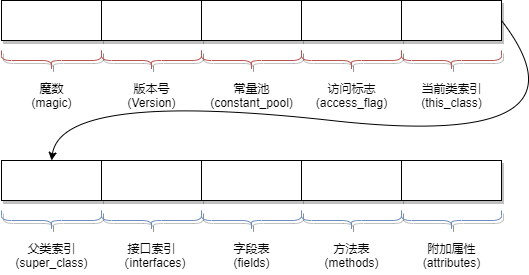 魔数
(magic)
版本号
(Version)
常量池
(constant_pool)
访问标志
(access_flag)
当前类索引
(this_class)
父类索引
(super_class)
接口索引
(interfaces)
字段表
(fields)
方法表
(methods)
附加属性
(attributes)